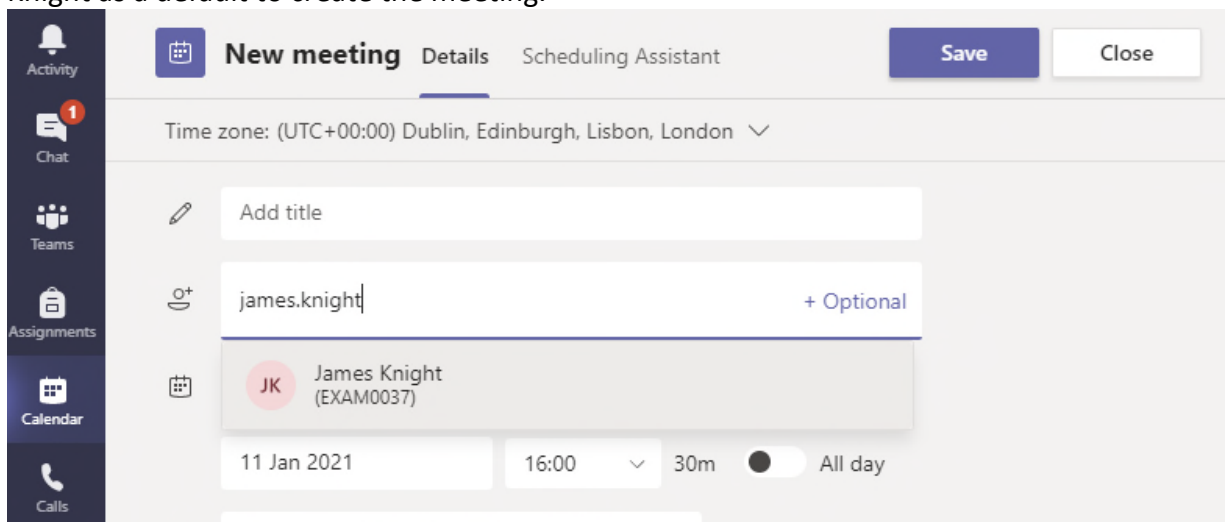 Knight as a default to create the meeting.
Activity
New meeting Details Scheduling Assistant Save Close
1
Chat
Time zone: (UTC+00:00) Dublin, Edinburgh, Lisbon, London
Teams
Add title
Assignments
james.knight + Optional
JK James Knight
(EXAM0037)
Calendar
11 Jan 2021 16:00 30m All day
Calls